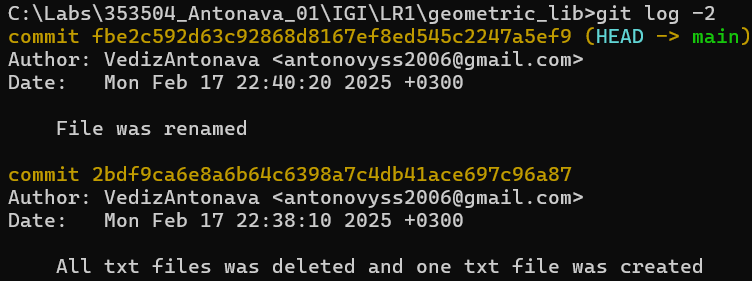 C:\Labs\353504_Antonava_01\IGI\LR1\geometric_lib>git log -2
commit fbe2c592d63c92868d8167ef8ed545c2247a5ef9 (HEAD -> main)
Author: VedizAntonava <antonovyss2006@gmail.com>
Date:   Mon Feb 17 22:40:20 2025 +0300
    File was renamed
commit 2bdf9ca6e8a6b64c6398a7c4db41ace697c96a87
Author: VedizAntonava <antonovyss2006@gmail.com>
Date:   Mon Feb 17 22:38:10 2025 +0300
    All txt files was deleted and one txt file was created